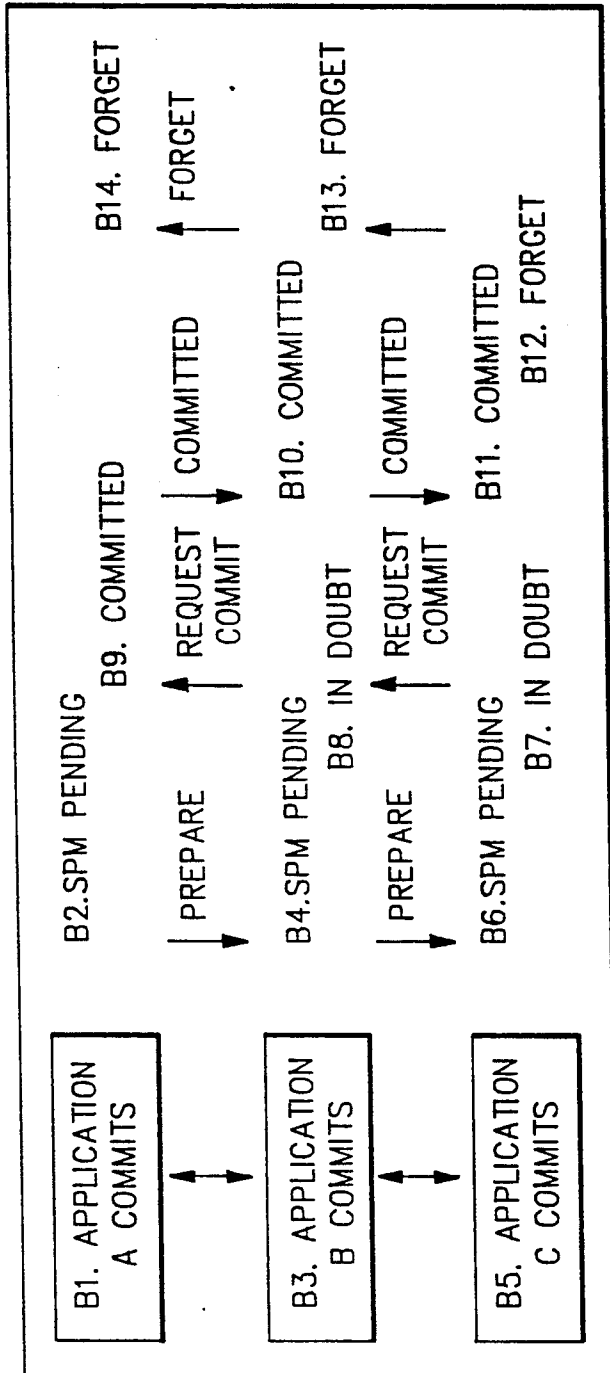 B1. APPLICATION
A COMMITS
B2.SPM PENDING
B9. COMMITTED
B14. FORGET
PREPARE
REQUEST
COMMIT
COMMITTED
FORGET
B3. APPLICATION
B COMMITS
B4.SPM PENDING
B8. IN DOUBT
B10. COMMITTED
B13. FORGET
PREPARE
REQUEST
COMMIT
COMMITTED
B5. APPLICATION
C COMMITS
B6.SPM PENDING
B7. IN DOUBT
B11. COMMITTED
B12. FORGET